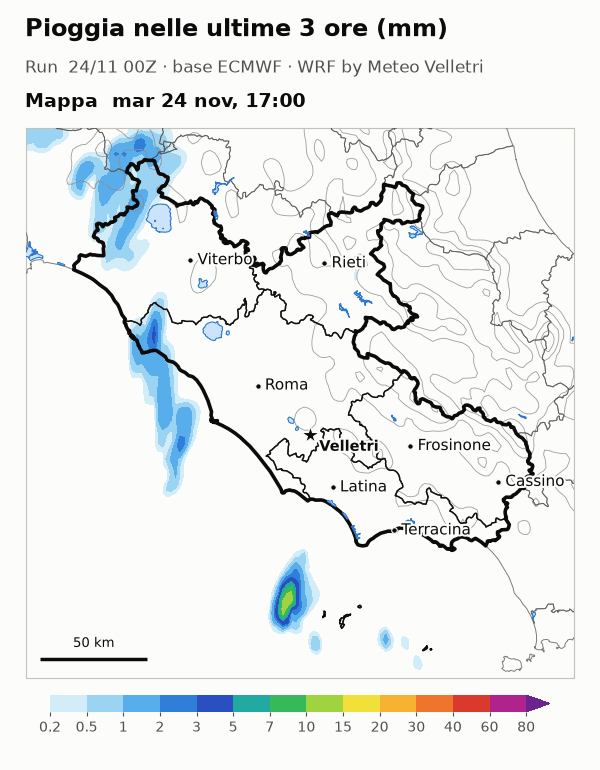 Pioggia nelle ultime 3 ore (mm)
Run  24/11 00Z · base ECMWF · WRF by Meteo Velletri
Mappa  mar 24 nov, 17:00
Viterbo
Rieti
Roma
Velletri
Frosinone
Latina
Cassino
Terracina
50 km
0.2 0.5 1 2 3 5 7 10 15 20 30 40 60 80